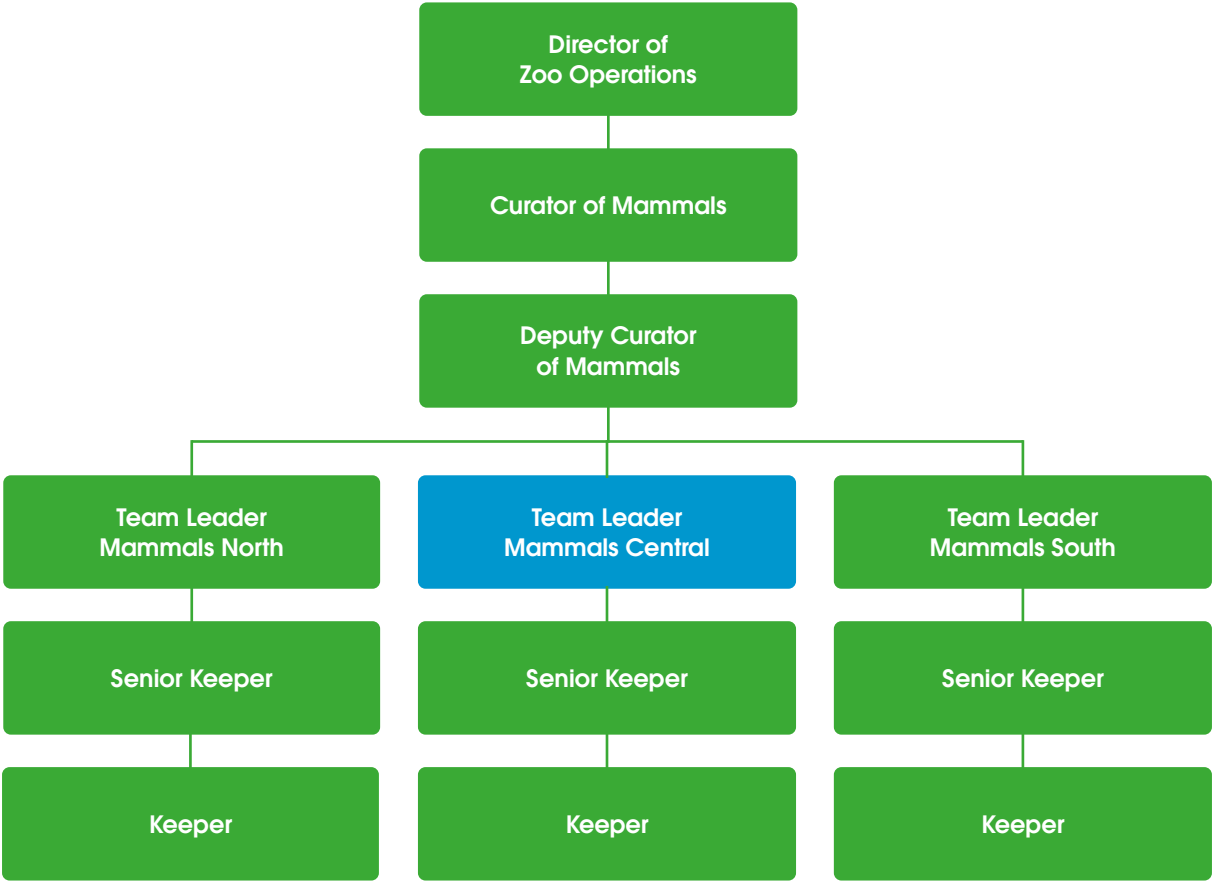 Director of
Zoo Operations
Curator of Mammals
Deputy Curator
of Mammals
Team Leader
Mammals North
Team Leader
Mammals Central
Team Leader
Mammals South
Senior Keeper
Senior Keeper
Senior Keeper
Keeper
Keeper
Keeper